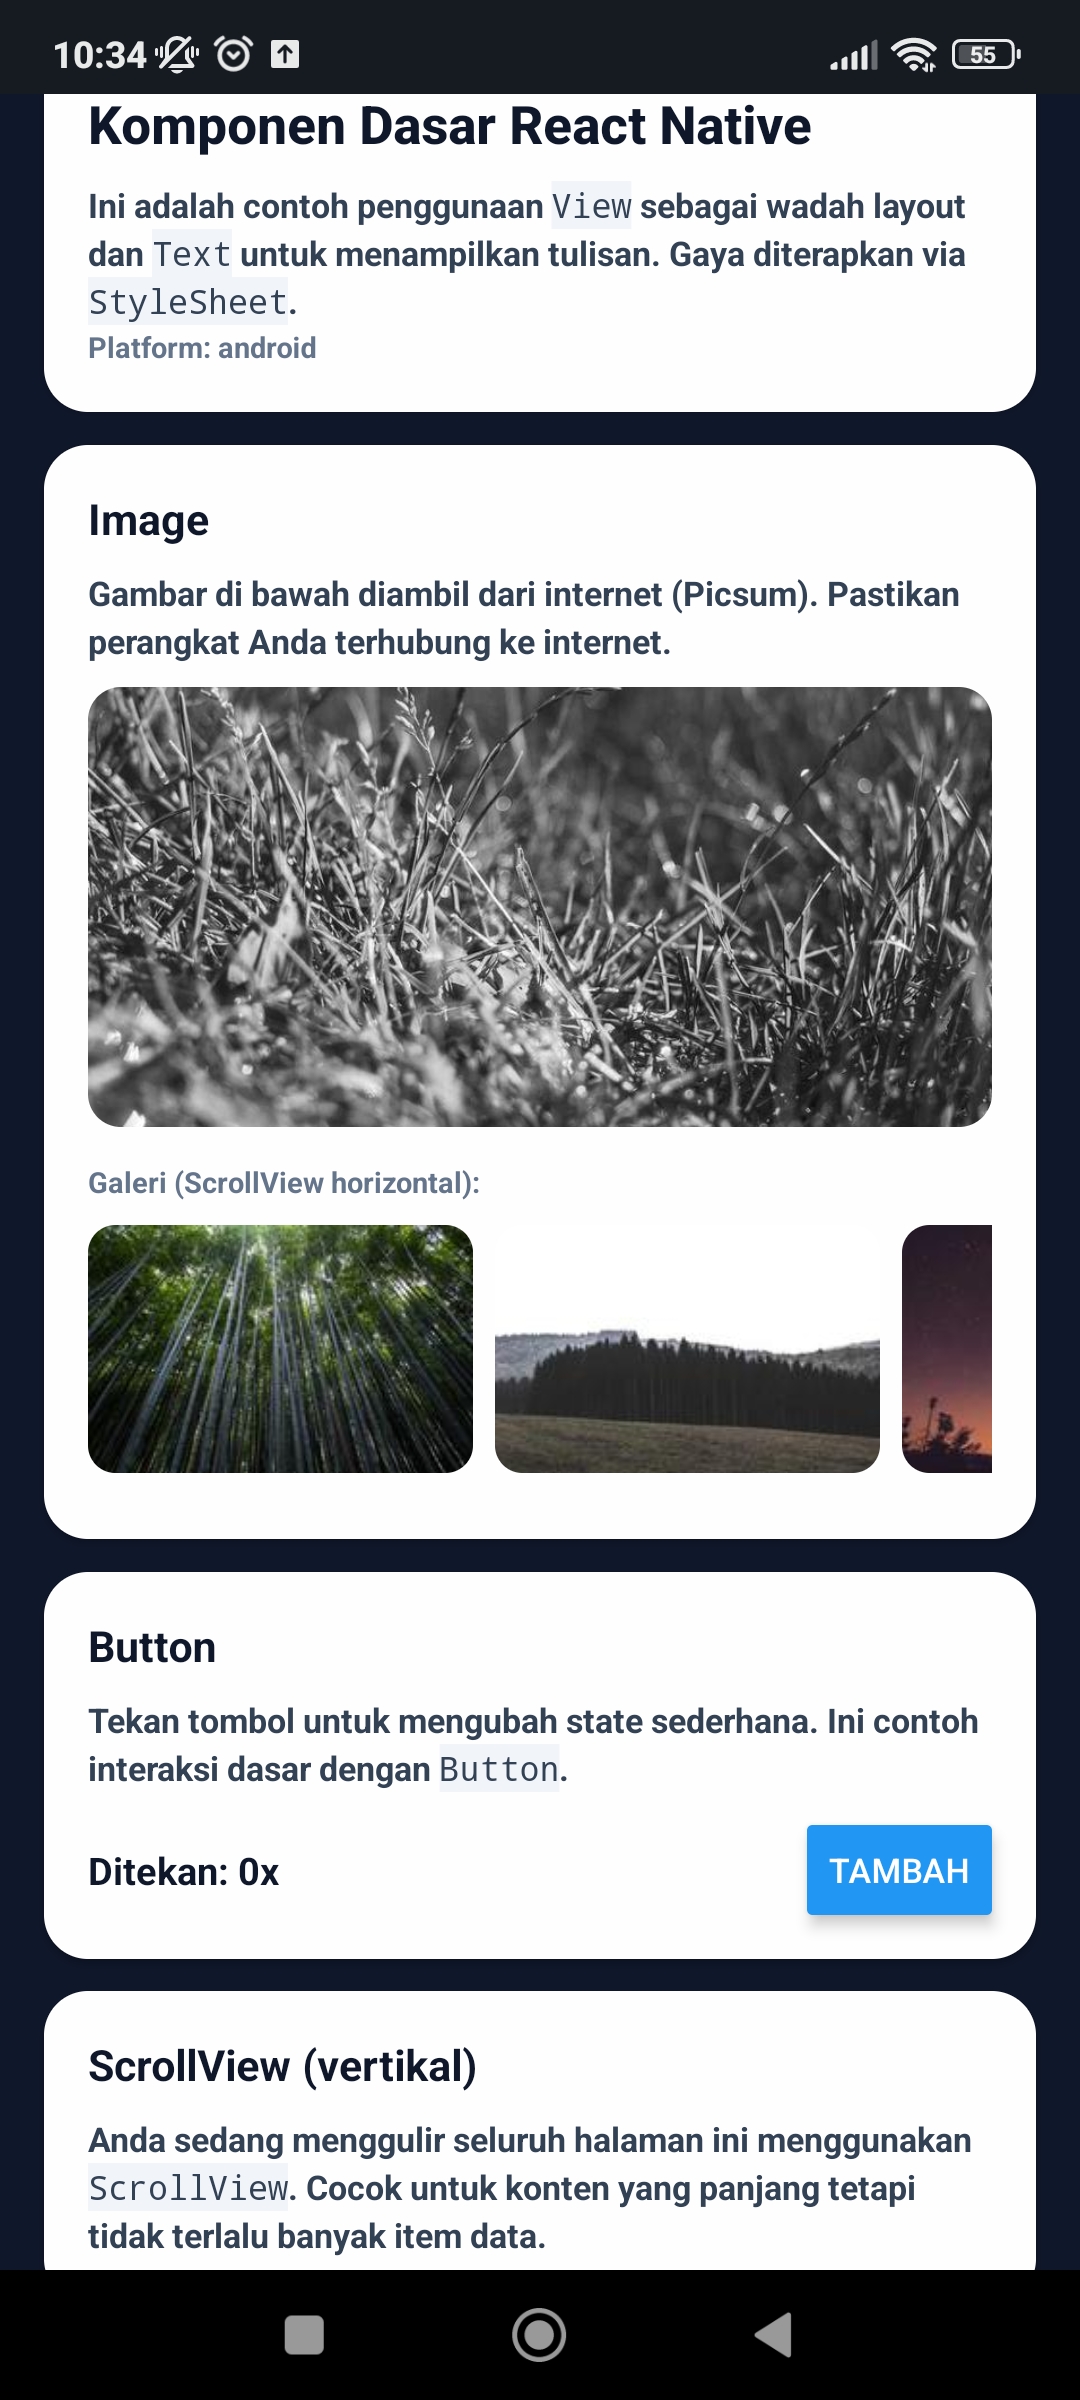 10:34
55
Komponen Dasar React Native
Ini adalah contoh penggunaan View sebagai wadah layout
dan Text untuk menampilkan tulisan. Gaya diterapkan via
StyleSheet.
Platform: android
Image
Gambar di bawah diambil dari internet (Picsum). Pastikan
perangkat Anda terhubung ke internet.
Galeri (ScrollView horizontal):
Button
Tekan tombol untuk mengubah state sederhana. Ini contoh
interaksi dasar dengan Button.
Ditekan: 0x
TAMBAH
ScrollView (vertikal)
Anda sedang menggulir seluruh halaman ini menggunakan
ScrollView. Cocok untuk konten yang panjang tetapi
tidak terlalu banyak item data.